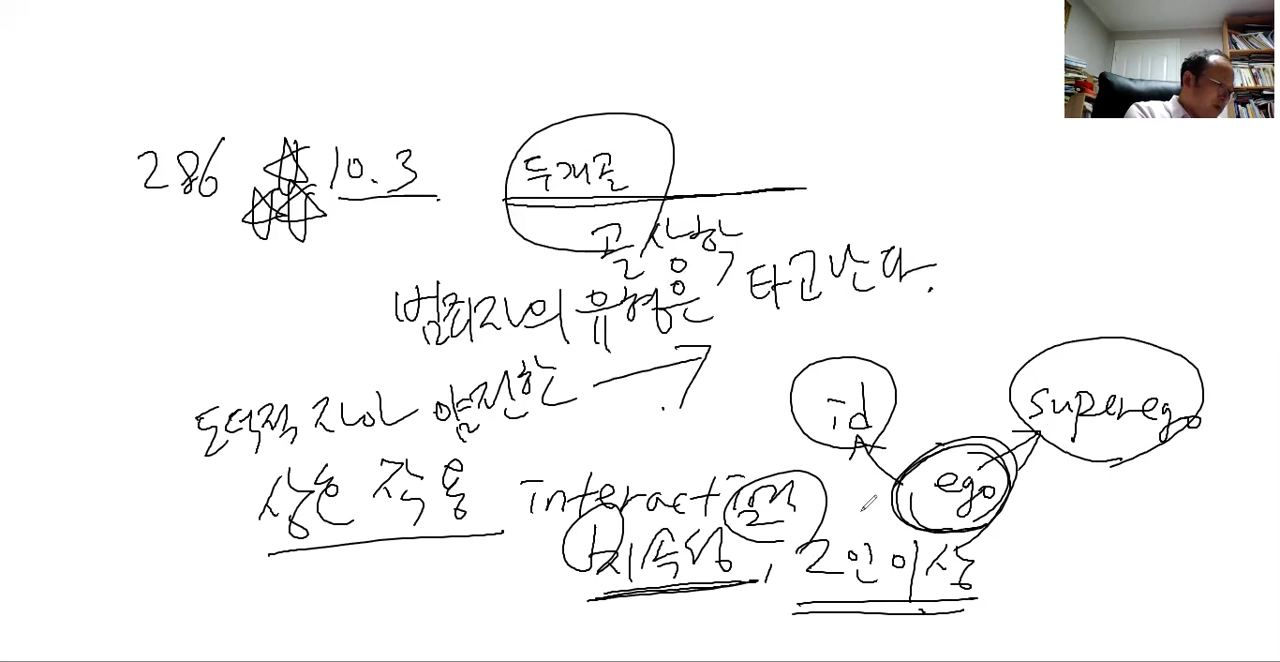 286 10.3 두개골
골상학
범죄자의 유형은 타고난다.
도덕적 자아 얌전한
id superego
ego
상호 작용 interaction
지속성, 2인 이상